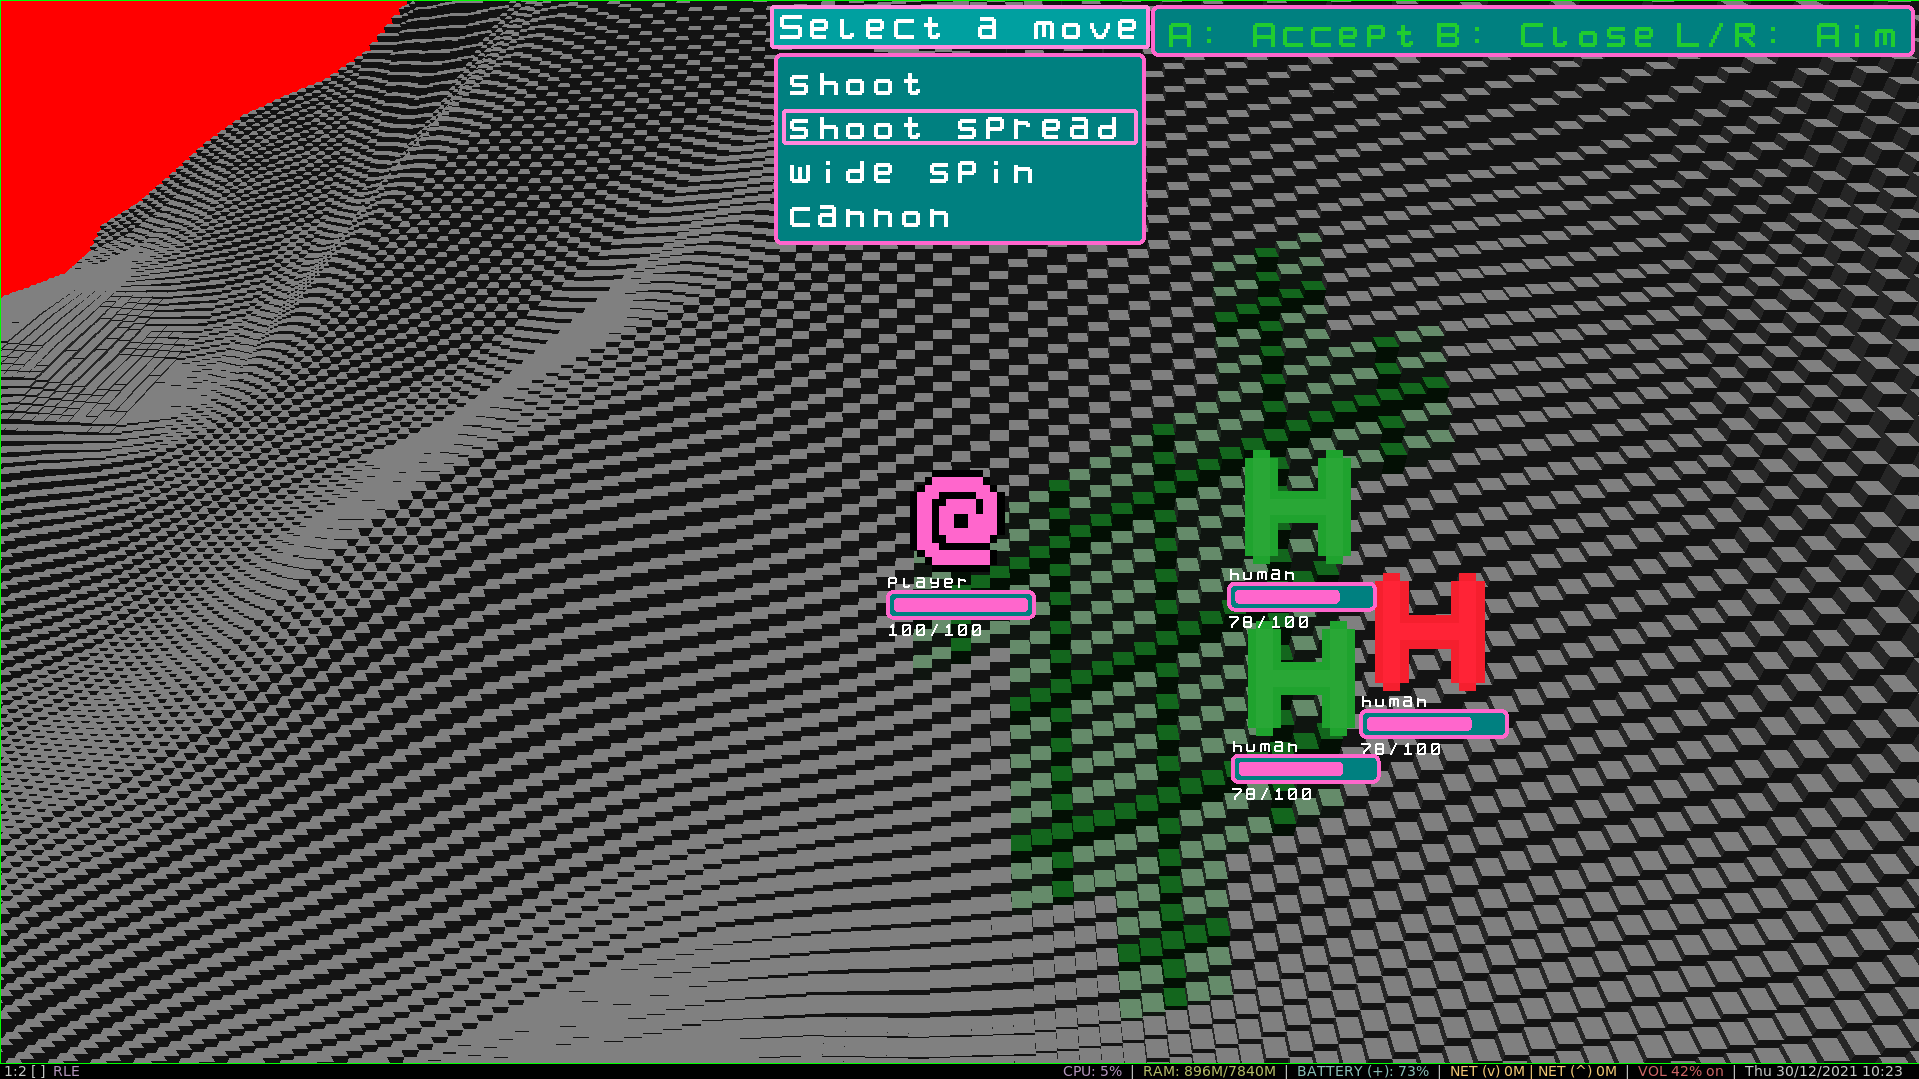 Select a move
A: Accept B: Close L/R: Aim
shoot
shoot spread
wide spin
cannon
Player
100/100
human
78/100
human
78/100
human
78/100
1:2 [ ] RLE
CPU: 5% | RAM: 896M/7840M | BATTERY (+): 73% | NET (v) 0M | NET (^) 0M | VOL 42% on | Thu 30/12/2021 10:23